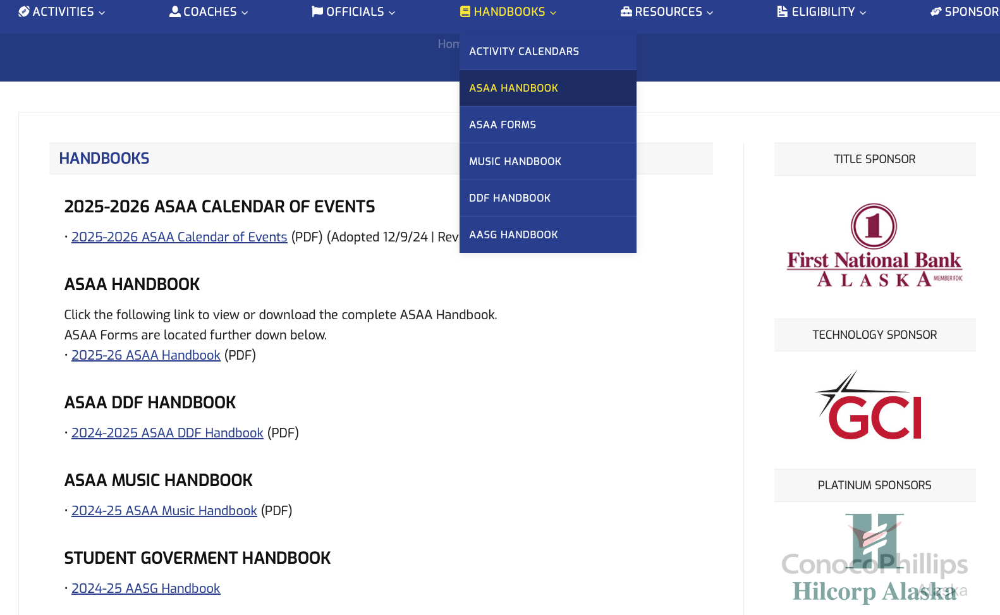 ACTIVITIES
COACHES
OFFICIALS
HANDBOOKS
RESOURCES
ELIGIBILITY
SPONSOR
ACTIVITY CALENDARS
ASAA HANDBOOK
ASAA FORMS
MUSIC HANDBOOK
DDF HANDBOOK
AASG HANDBOOK
HANDBOOKS
2025-2026 ASAA CALENDAR OF EVENTS
• 2025-2026 ASAA Calendar of Events (PDF) (Adopted 12/9/24 | Rev
ASAA HANDBOOK
Click the following link to view or download the complete ASAA Handbook.
ASAA Forms are located further down below.
• 2025-26 ASAA Handbook (PDF)
ASAA DDF HANDBOOK
• 2024-2025 ASAA DDF Handbook (PDF)
ASAA MUSIC HANDBOOK
• 2024-25 ASAA Music Handbook (PDF)
STUDENT GOVERMENT HANDBOOK
• 2024-25 AASG Handbook
TITLE SPONSOR
1
First National Bank
ALASKA MEMBER FDIC
TECHNOLOGY SPONSOR
GCI
PLATINUM SPONSORS
ConocoPhillips
Alaska
Hilcorp Alaska